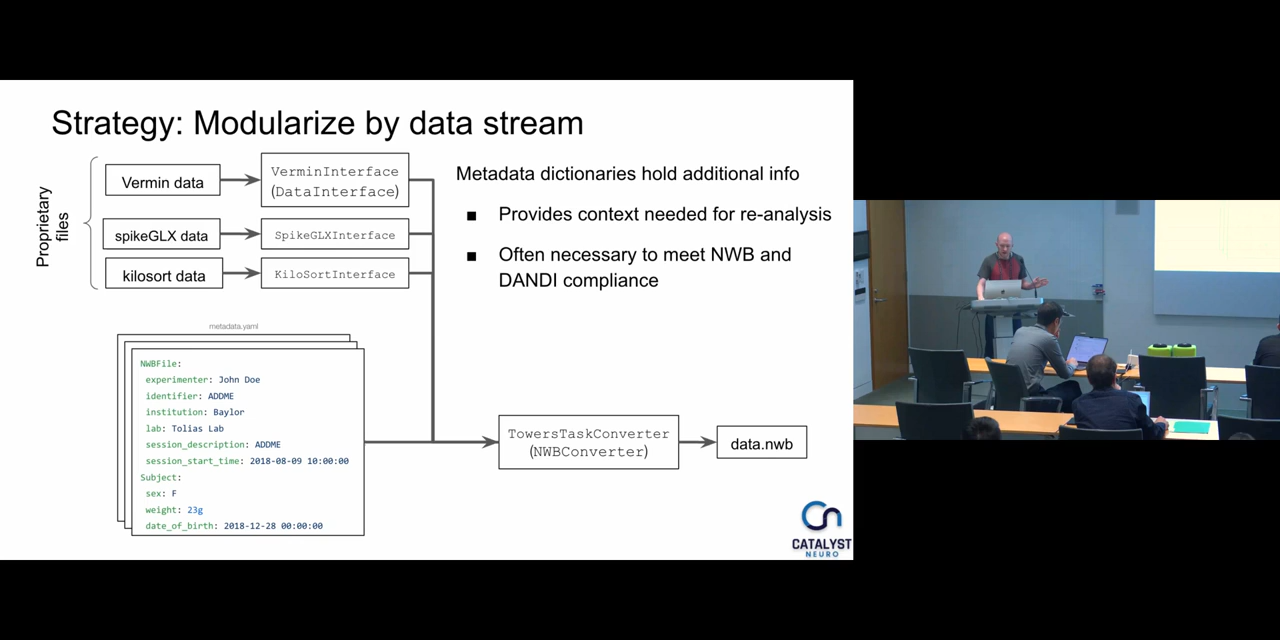 Strategy: Modularize by data stream
Proprietary
files
Vermin data
VerminInterface
(DataInterface)
spikeGLX data
SpikeGLXInterface
kilosort data
KiloSortInterface
Metadata dictionaries hold additional info
■ Provides context needed for re-analysis
■ Often necessary to meet NWB and
DANDI compliance
metadata.yaml
NWBFile:
experimenter: John Doe
identifier: ADDME
institution: Baylor
lab: Tolias Lab
session_description: ADDME
session_start_time: 2018-08-09 10:00:00
Subject:
sex: F
weight: 23g
date_of_birth: 2018-12-28 00:00:00
TowersTaskConverter
(NWBConverter)
data.nwb
CATALYST
NEURO